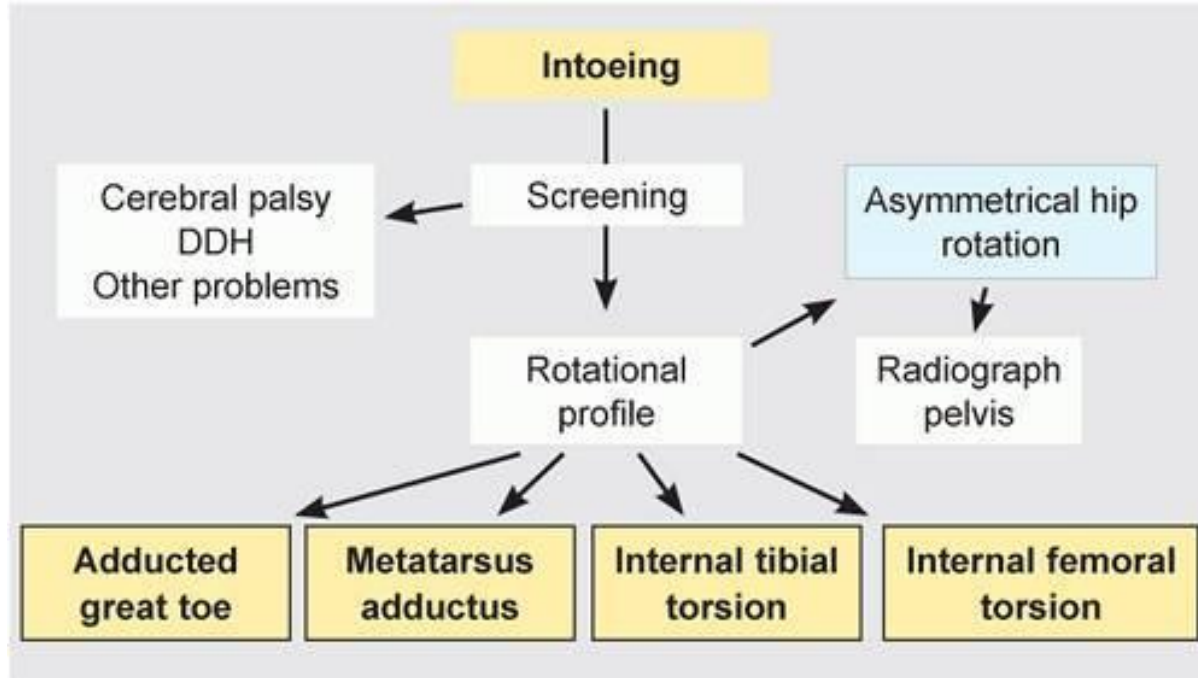 Intoeing
Cerebral palsy
DDH
Other problems
Screening
Asymmetrical hip
rotation
Rotational
profile
Radiograph
pelvis
Adducted
great toe
Metatarsus
adductus
Internal tibial
torsion
Internal femoral
torsion